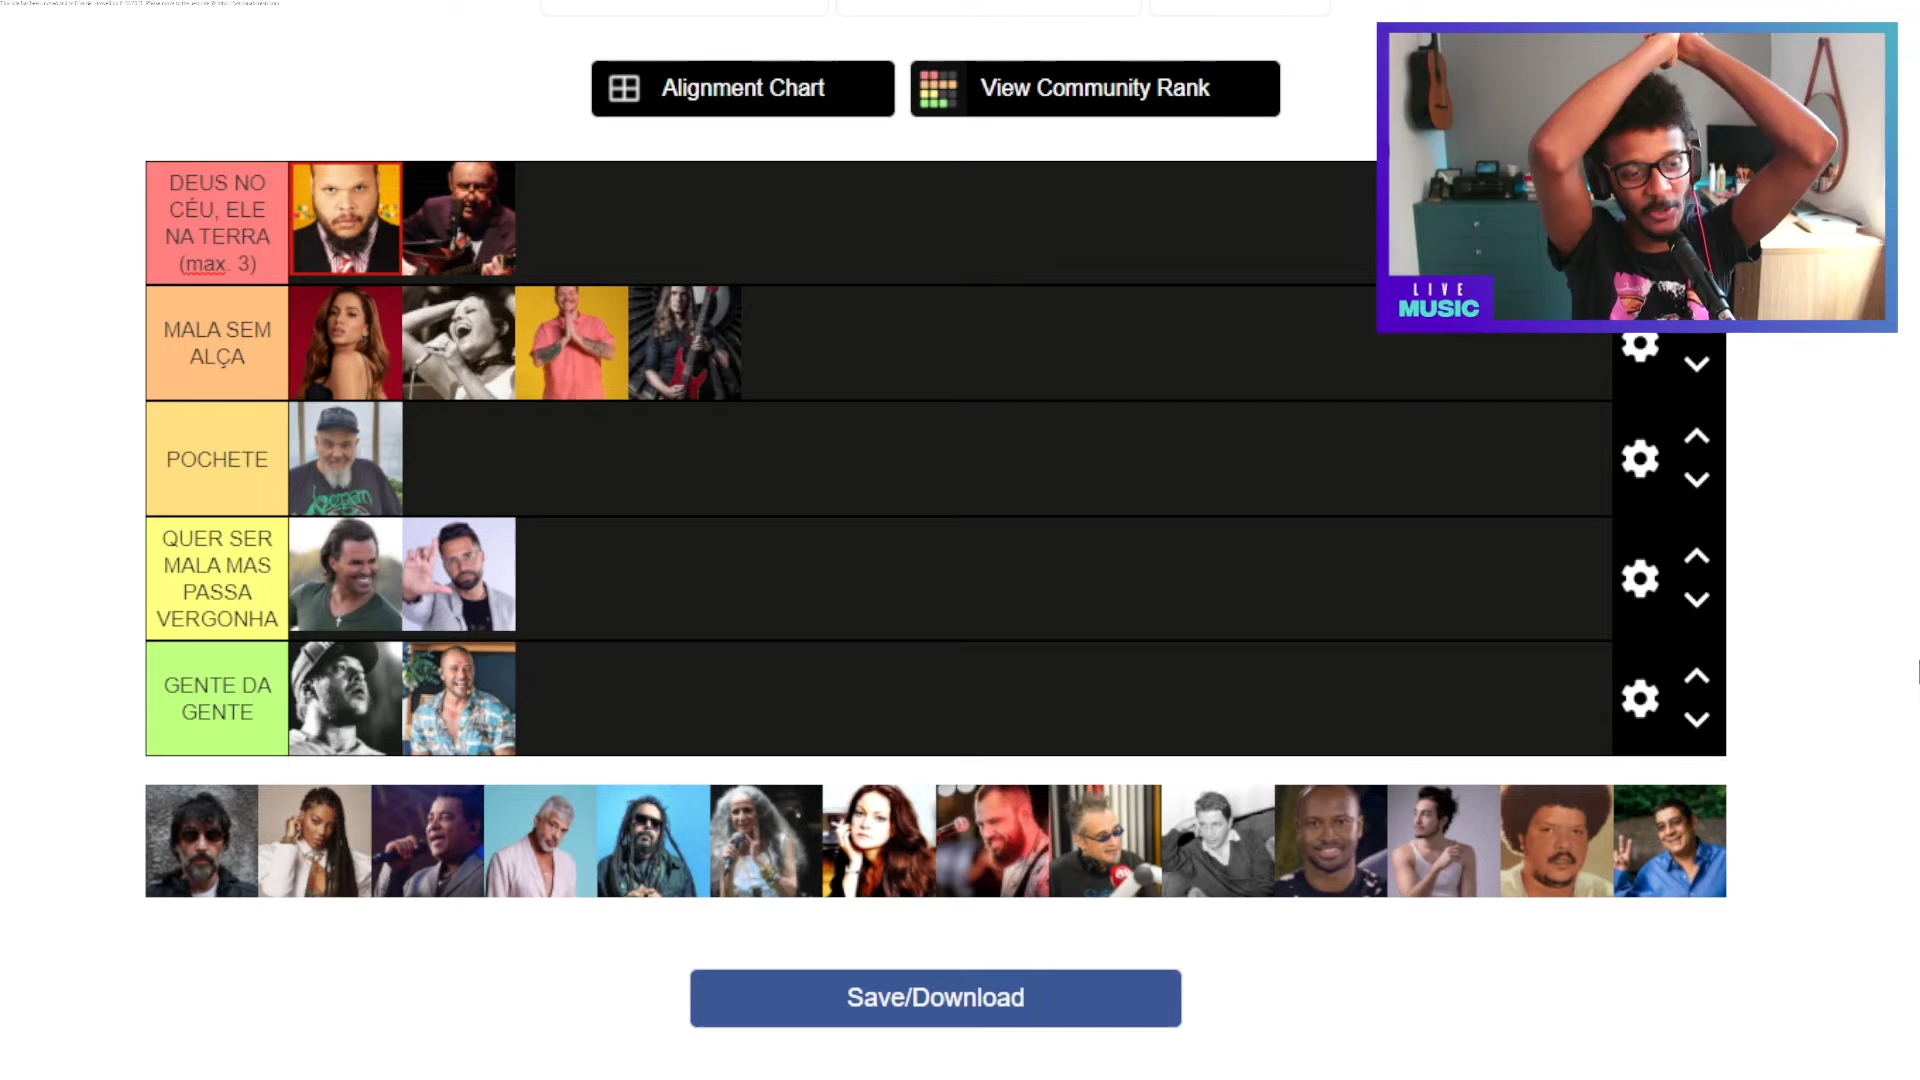 Alignment Chart
View Community Rank
DEUS NO
CÉU, ELE
NA TERRA
(max. 3)
MALA SEM
ALÇA
POCHETE
QUER SER
MALA MAS
PASSA
VERGONHA
GENTE DA
GENTE
LIVE
MUSIC
Save/Download